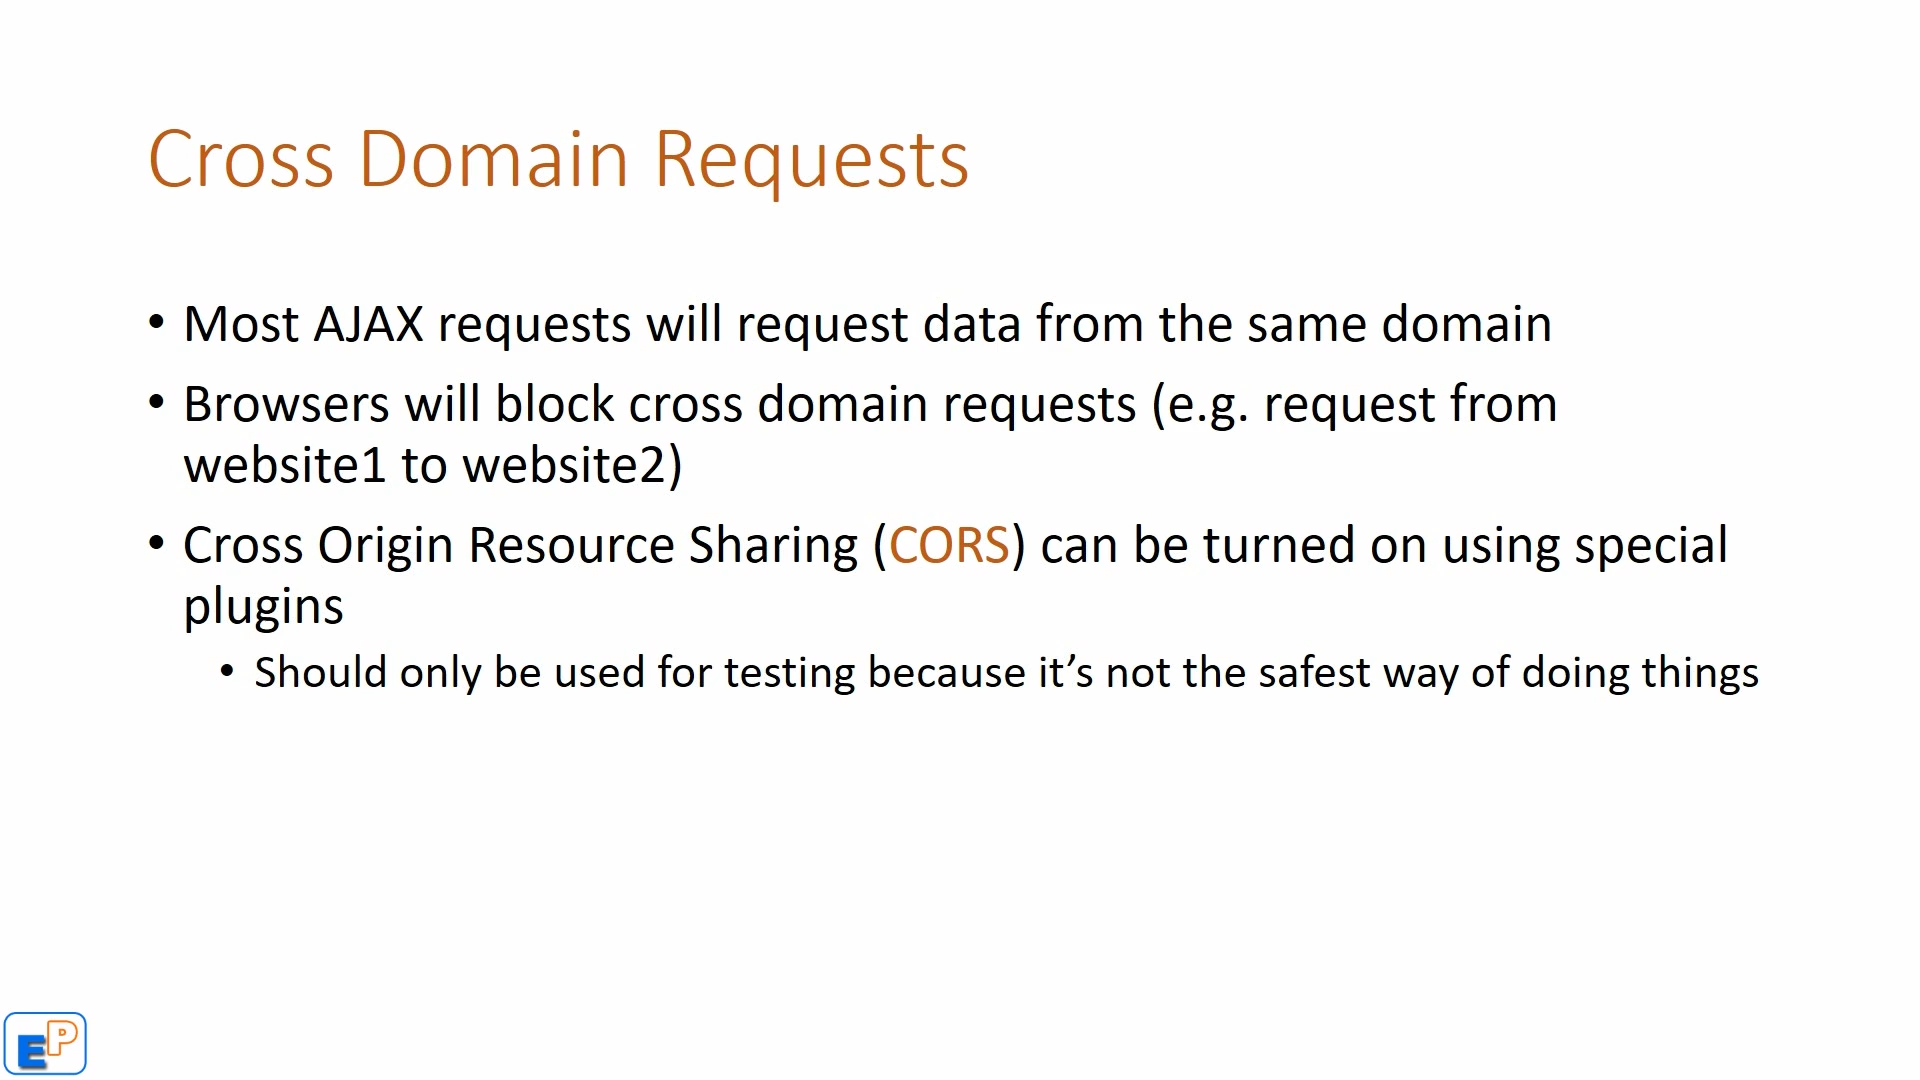 Cross Domain Requests
• Most AJAX requests will request data from the same domain
• Browsers will block cross domain requests (e.g. request from
website1 to website2)
• Cross Origin Resource Sharing (CORS) can be turned on using special
plugins
• Should only be used for testing because it’s not the safest way of doing things
EP